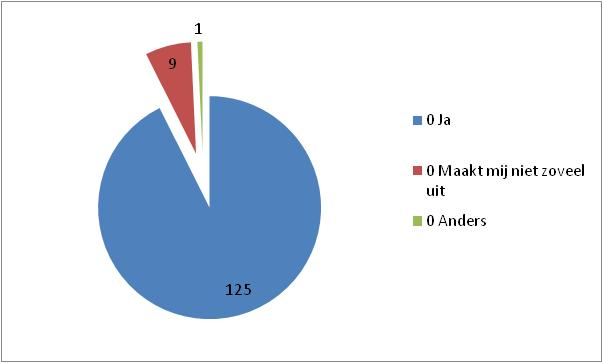 1
9
0 Ja
0 Maakt mij niet zoveel
uit
0 Anders
125